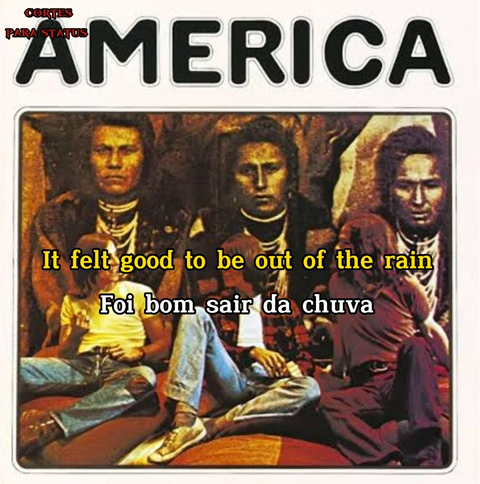 CORTES
PARA STATUS
AMERICA
It felt good to be out of the rain
Foi bom sair da chuva